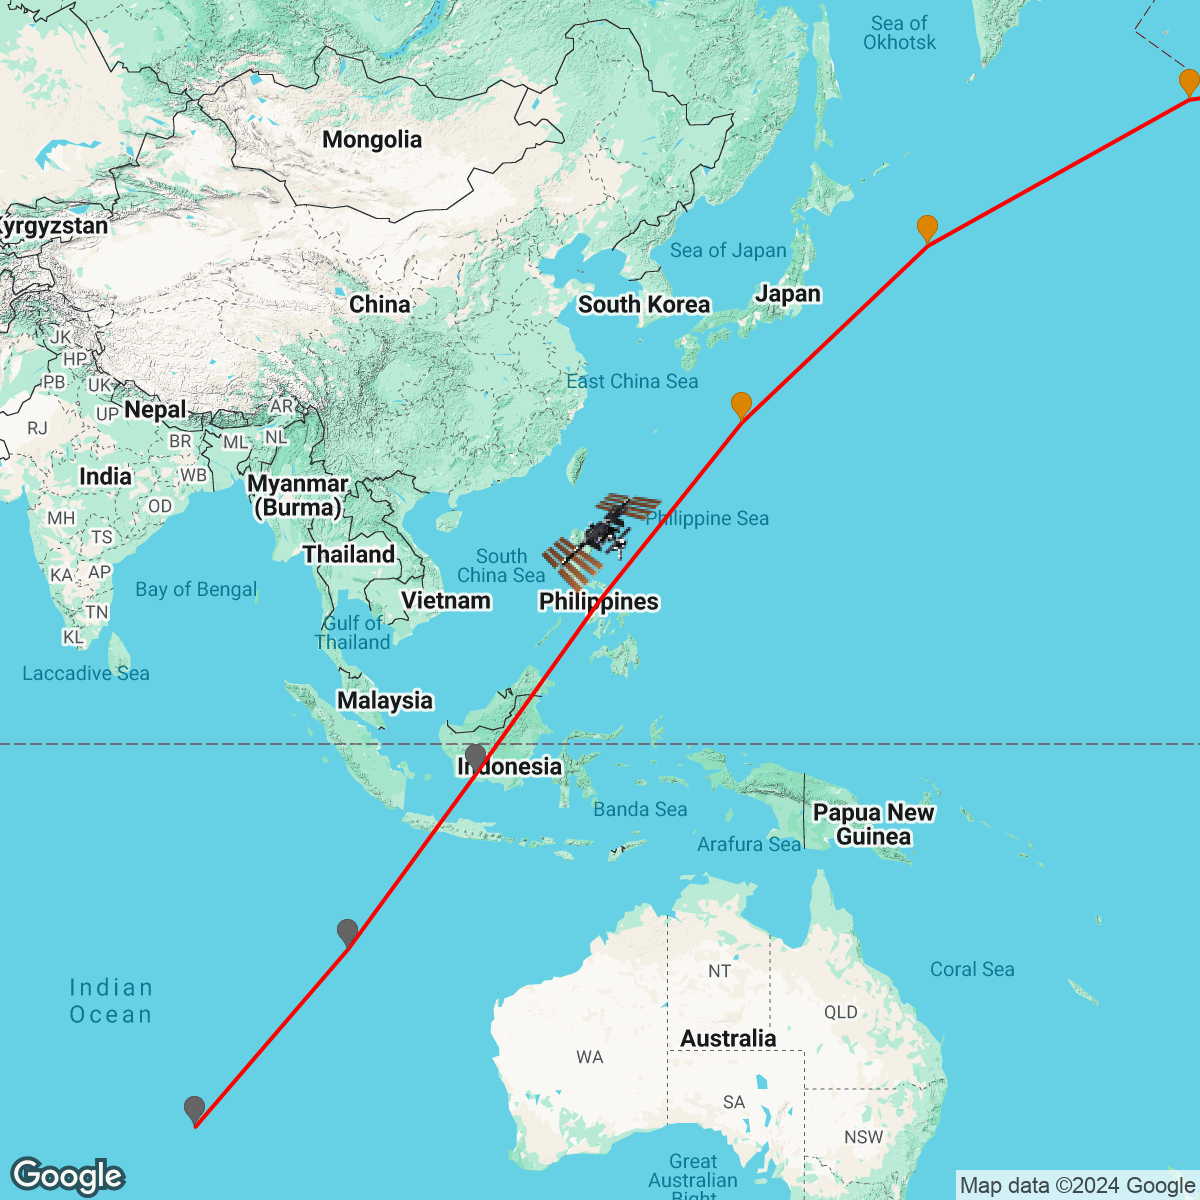 Sea of
Okhotsk
Mongolia
Kyrgyzstan
Sea of Japan
Japan
South Korea
China
JK
HP
PB
UK
East China Sea
Nepal
AR
UP
RJ
BR
ML
NL
India
WB
Myanmar
(Burma)
OD
MH
Philippine Sea
TS
Thailand
South
China Sea
KA
AP
Bay of Bengal
Vietnam
Philippines
TN
Gulf of
Thailand
KL
Laccadive Sea
Malaysia
Indonesia
Banda Sea
Papua New
Guinea
Arafura Sea
Indian
Ocean
NT
Coral Sea
QLD
Australia
WA
SA
NSW
Great
Australian
Bight
Google
Map data ©2024 Google